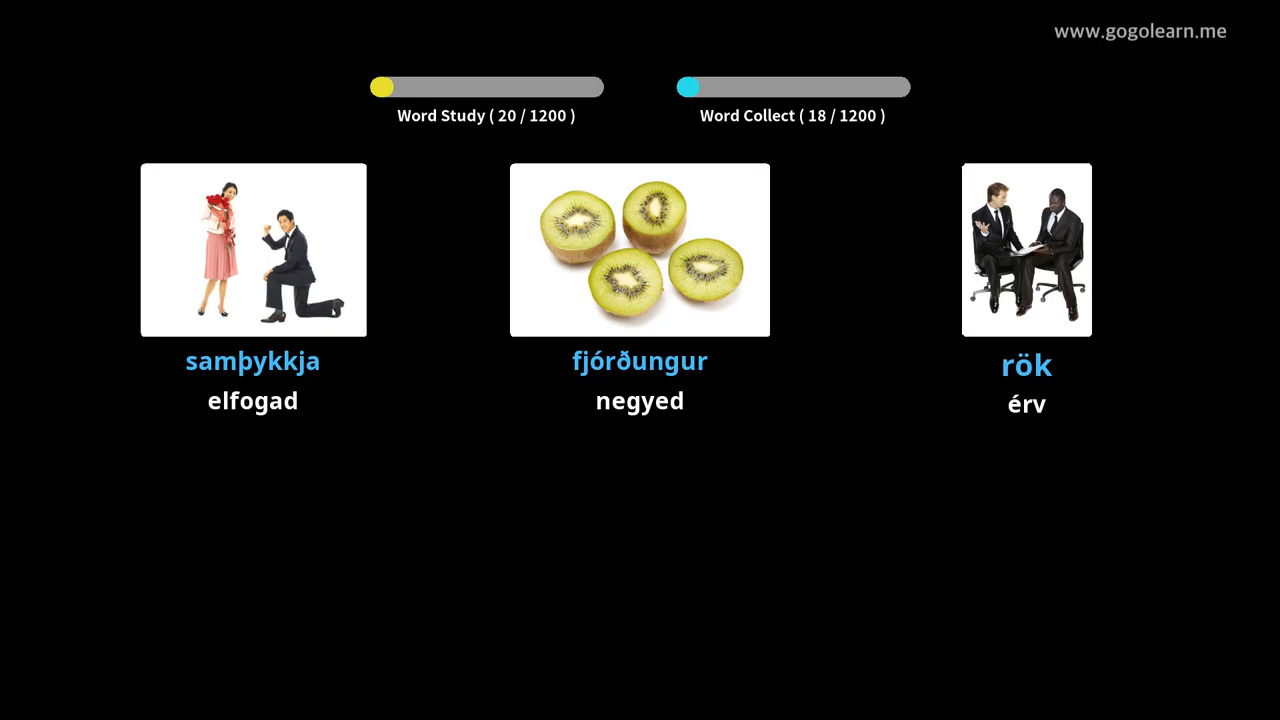 www.gogolearn.me
Word Study ( 20 / 1200 )
Word Collect ( 18 / 1200 )
samþykkja
elfogad
fjórðungur
negyed
rök
érv